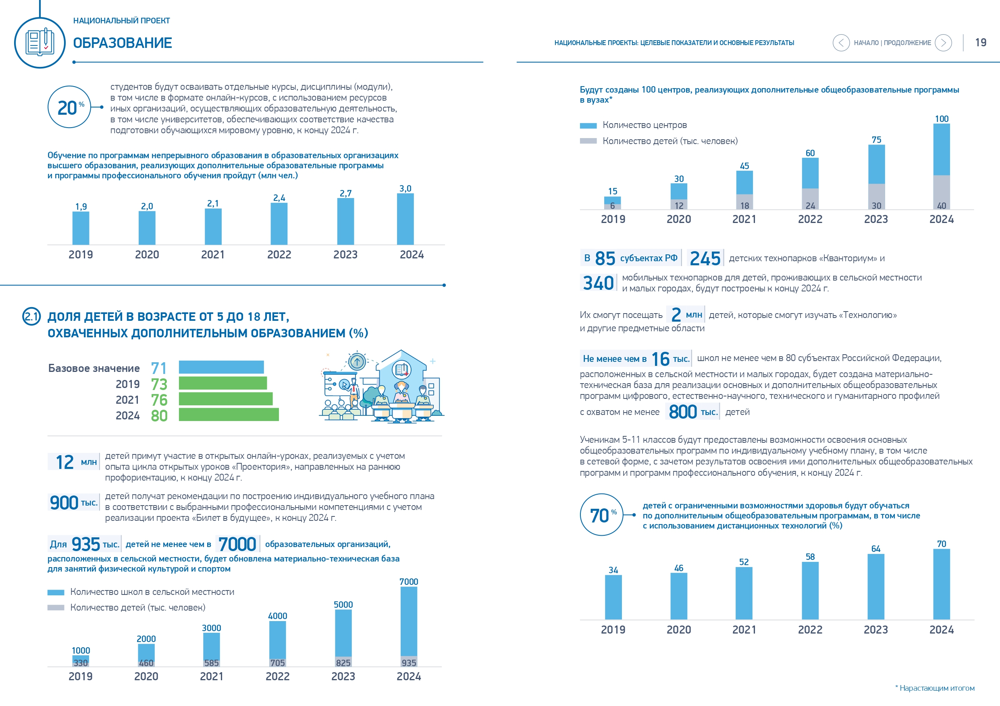 НАЦИОНАЛЬНЫЙ ПРОЕКТ
ОБРАЗОВАНИЕ
20 %
студентов будут осваивать отдельные курсы, дисциплины (модули),
в том числе в формате онлайн-курсов, с использованием ресурсов
иных организаций, осуществляющих образовательную деятельность,
в том числе университетов, обеспечивающих соответствие качества
подготовки обучающихся мировому уровню, к концу 2024 г.
Обучение по программам непрерывного образования в образовательных организациях
высшего образования, реализующих дополнительные образовательные программы
и программы профессионального обучения пройдут (млн чел.)
1,9 2,0 2,1 2,4 2,7 3,0
2019 2020 2021 2022 2023 2024
2.1 ДОЛЯ ДЕТЕЙ В ВОЗРАСТЕ ОТ 5 ДО 18 ЛЕТ,
ОХВАЧЕННЫХ ДОПОЛНИТЕЛЬНЫМ ОБРАЗОВАНИЕМ (%)
Базовое значение 71
2019 73
2021 76
2024 80
12 млн
детей примут участие в открытых онлайн-уроках, реализуемых с учетом
опыта цикла открытых уроков «Проектория», направленных на раннюю
профориентацию, к концу 2024 г.
900 тыс.
детей получат рекомендации по построению индивидуального учебного плана
в соответствии с выбранными профессиональными компетенциями с учетом
реализации проекта «Билет в будущее», к концу 2024 г.
Для 935 тыс. детей не менее чем в 7000 образовательных организаций,
расположенных в сельской местности, будет обновлена материально-техническая база
для занятий физической культурой и спортом
Количество школ в сельской местности
Количество детей (тыс. человек)
1000 2000 3000 4000 5000 7000
330 460 585 705 825 935
2019 2020 2021 2022 2023 2024
НАЦИОНАЛЬНЫЕ ПРОЕКТЫ: ЦЕЛЕВЫЕ ПОКАЗАТЕЛИ И ОСНОВНЫЕ РЕЗУЛЬТАТЫ
НАЧАЛО | ПРОДОЛЖЕНИЕ
19
Будут созданы 100 центров, реализующих дополнительные общеобразовательные программы
в вузах*
Количество центров
Количество детей (тыс. человек)
15 30 45 60 75 100
6 12 18 24 30 40
2019 2020 2021 2022 2023 2024
В 85 субъектах РФ 245 детских технопарков «Кванториум» и
340 мобильных технопарков для детей, проживающих в сельской местности
и малых городах, будут построены к концу 2024 г.
Их смогут посещать 2 млн детей, которые смогут изучать «Технологию»
и другие предметные области
Не менее чем в 16 тыс. школ не менее чем в 80 субъектах Российской Федерации,
расположенных в сельской местности и малых городах, будет создана материально-
техническая база для реализации основных и дополнительных общеобразовательных
программ цифрового, естественно-научного, технического и гуманитарного профилей
с охватом не менее 800 тыс. детей
Ученикам 5-11 классов будут предоставлены возможности освоения основных
общеобразовательных программ по индивидуальному учебному плану, в том числе
в сетевой форме, с зачетом результатов освоения ими дополнительных общеобразовательных
программ и программ профессионального обучения, к концу 2024 г.
70 %
детей с ограниченными возможностями здоровья будут обучаться
по дополнительным общеобразовательным программам, в том числе
с использованием дистанционных технологий (%)
34 46 52 58 64 70
2019 2020 2021 2022 2023 2024
* Нарастающим итогом